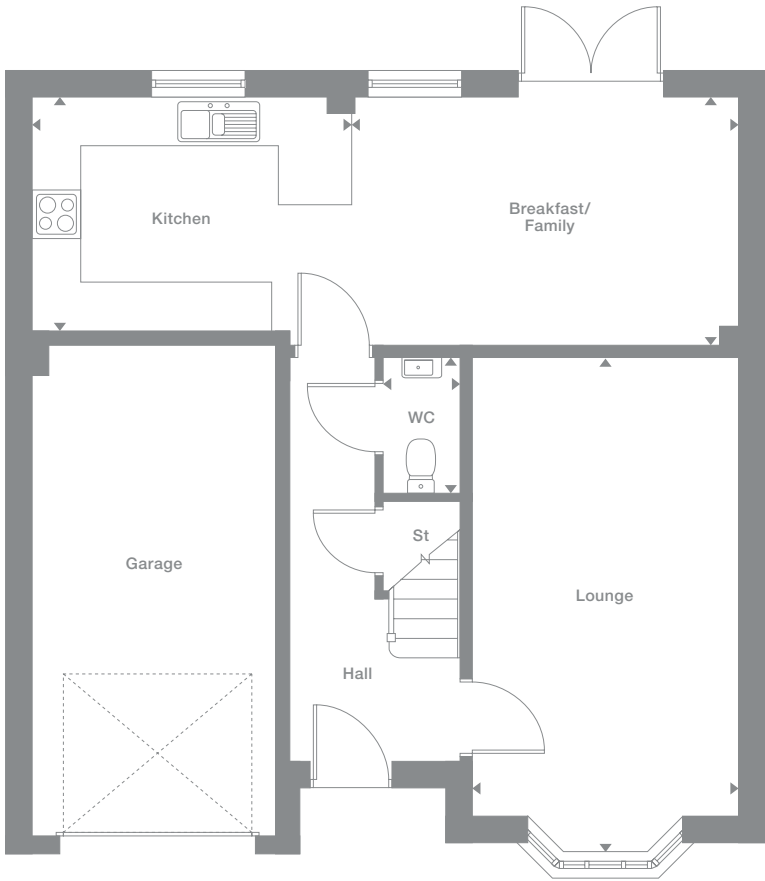 Kitchen
Breakfast/
Family
WC
St
Garage
Lounge
Hall